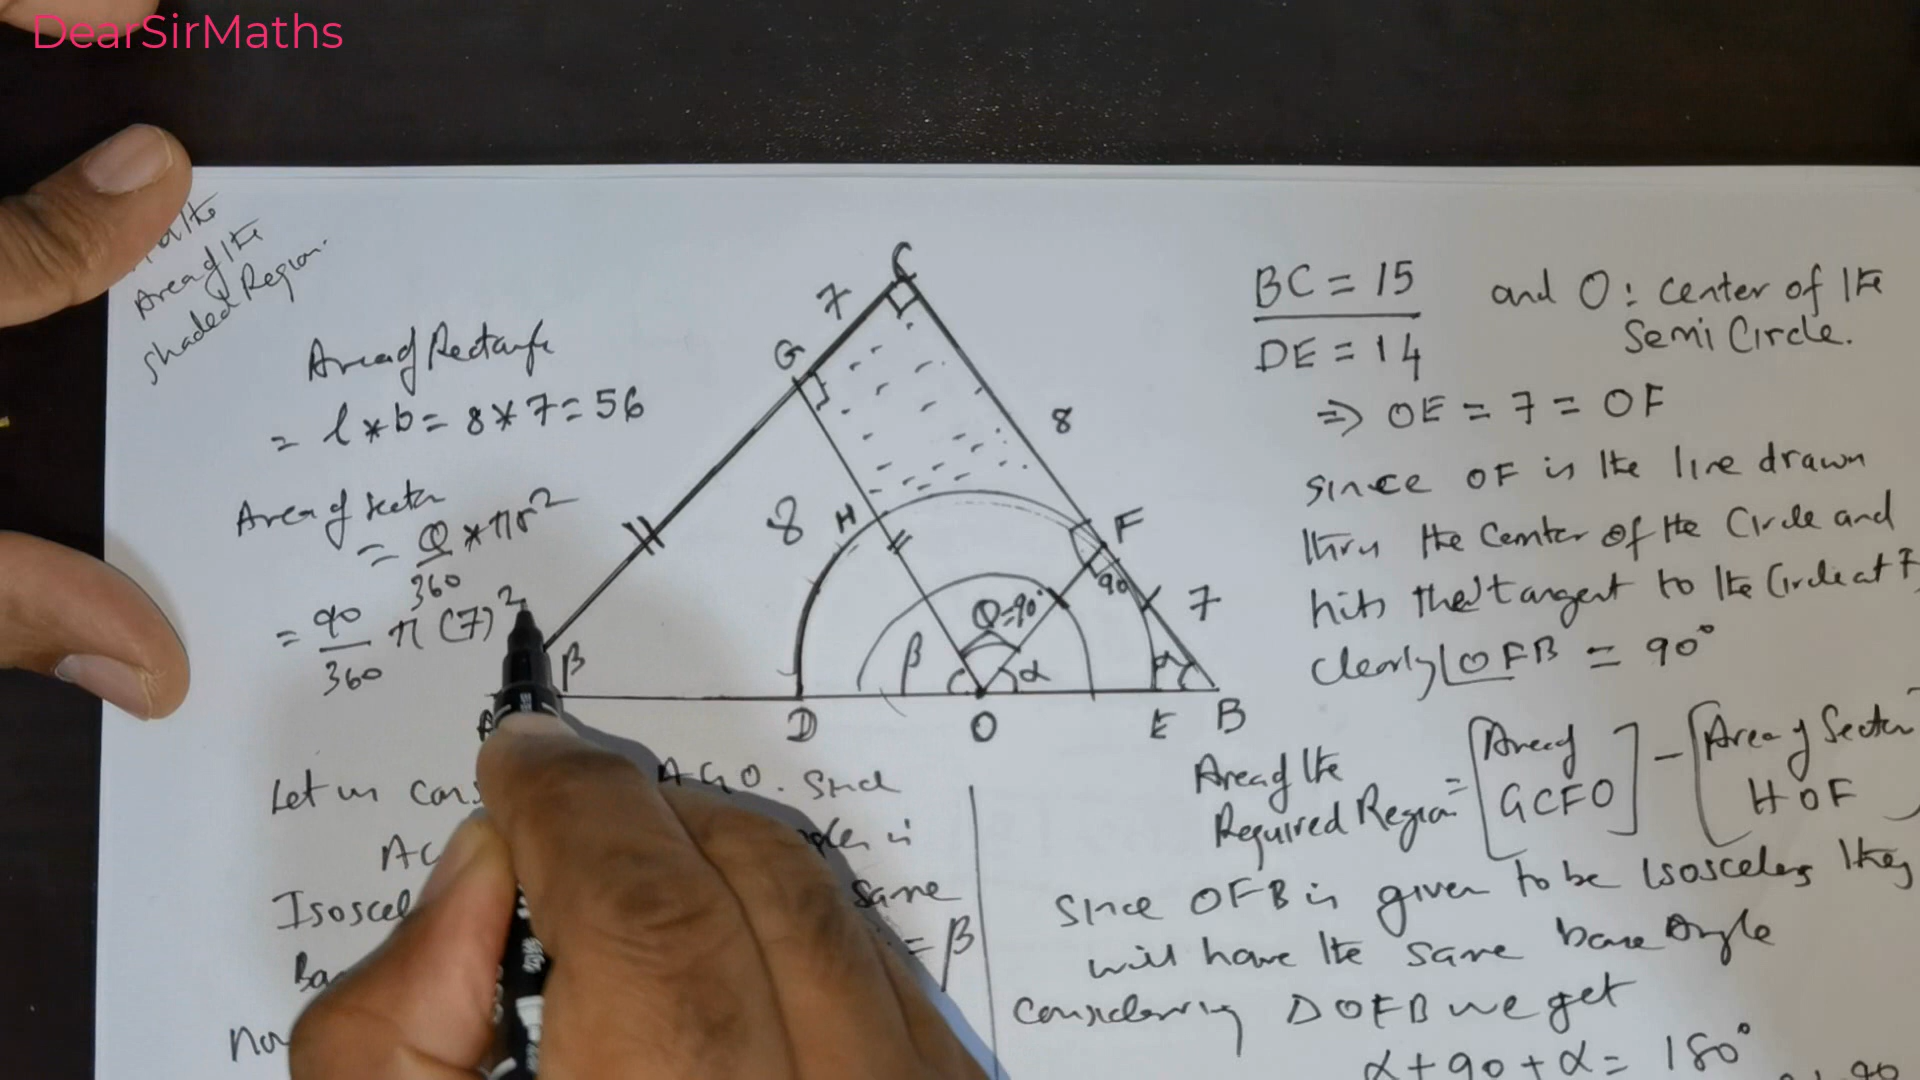 DearSirMaths
Area of the
shaded Region.
Area of Rectangle
= l * b = 8 * 7 = 56
Area of sector
= Q/360 * πr²
= 90/360 π (7)²
C
7
G
8
8
H
F
90
Q=90°
7
β
β
α
α
D
O
E
B
BC = 15
DE = 14
and O : center of the
Semi Circle.
=> OE = 7 = OF
since OF is the line drawn
thru the Center of the Circle and
hits the tangent to the Circle at F
clearly ∠OFB = 90°
Area of the
Required Region = [Area of GCFO] - [Area of Sector HOF]
Since OFB is given to be Isosceles they
will have the same base Angle
Considering Δ OFB we get
α + 90 + α = 180°
Let us AGO. Since
is
same
= β